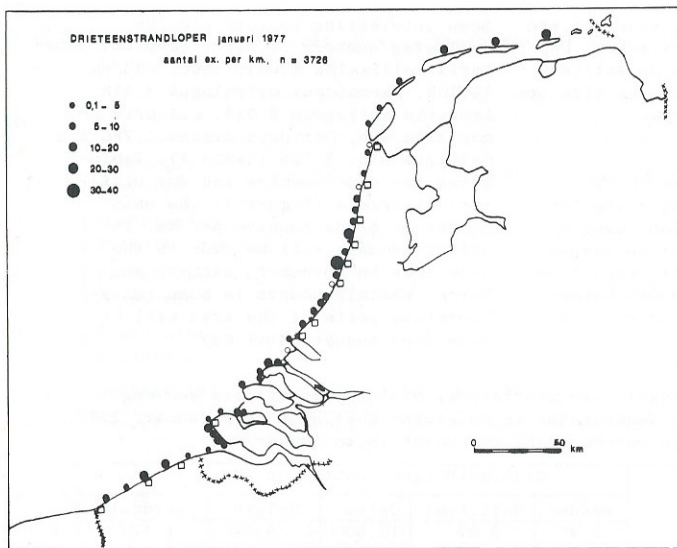 DRIETEENSTRANDLOPER januari 1977
aantal ex. per km., n = 3726
0,1 - 5
5 - 10
10 - 20
20 - 30
30 - 40
0 50
km